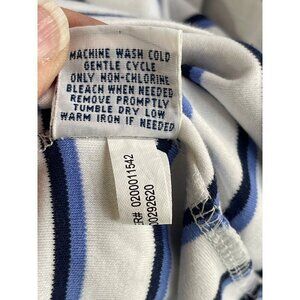 MACHINE WASH COLD
GENTLE CYCLE
ONLY NON-CHLORINE
BLEACH WHEN NEEDED
REMOVE PROMPTLY
TUMBLE DRY LOW
WARM IRON IF NEEDED
R# 0200011542
00292620